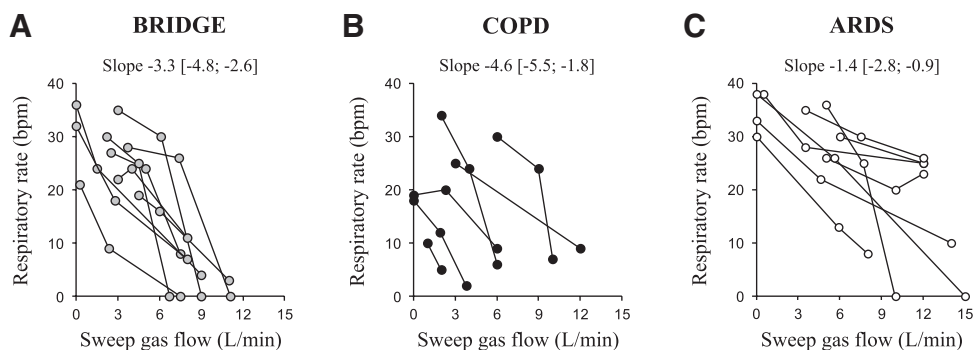 A BRIDGE
Slope -3.3 [-4.8; -2.6]
Respiratory rate (bpm)
40
30
20
10
0
0 3 6 9 12 15
Sweep gas flow (L/min)
B COPD
Slope -4.6 [-5.5; -1.8]
Respiratory rate (bpm)
40
30
20
10
0
0 3 6 9 12 15
Sweep gas flow (L/min)
C ARDS
Slope -1.4 [-2.8; -0.9]
Respiratory rate (bpm)
40
30
20
10
0
0 3 6 9 12 15
Sweep gas flow (L/min)